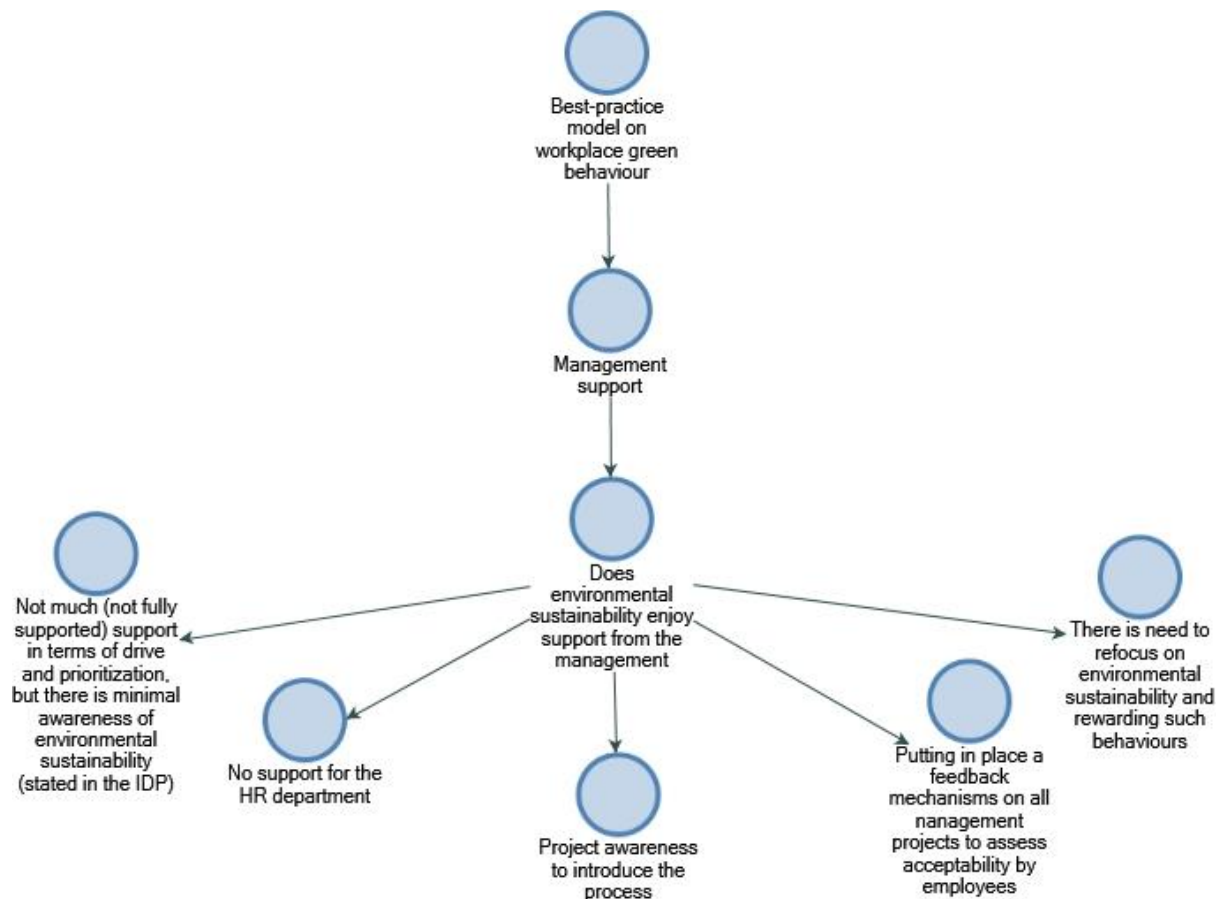 Best-practice
model on
workplace green
behaviour
Management
support
Does
environmental
sustainability enjoy
support from the
management
Not much (not fully
supported) support
in terms of drive
and prioritization,
but there is minimal
awareness of
environmental
sustainability
(stated in the IDP)
No support for the
HR department
Project awareness
to introduce the
process
Putting in place a
feedback
mechanisms on all
nanagement
projects to assess
acceptability by
employees
There is need to
refocus on
environmental
sustainability and
rewarding such
behaviours